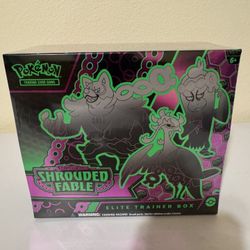 POKéMON
TRADING CARD GAME
6+
SHROUDED
FABLE
ELITE TRAINER BOX
WARNING: